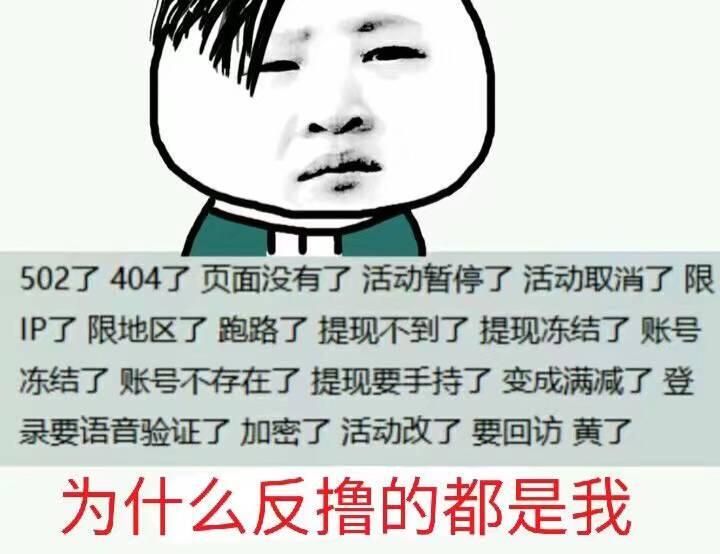 502了 404了 页面没有了 活动暂停了 活动取消了 限
IP了 限地区了 跑路了 提现不到了 提现冻结了 账号
冻结了 账号不存在了 提现要手持了 变成满减了 登
录要语音验证了 加密了 活动改了 要回访 黄了
为什么反撸的都是我